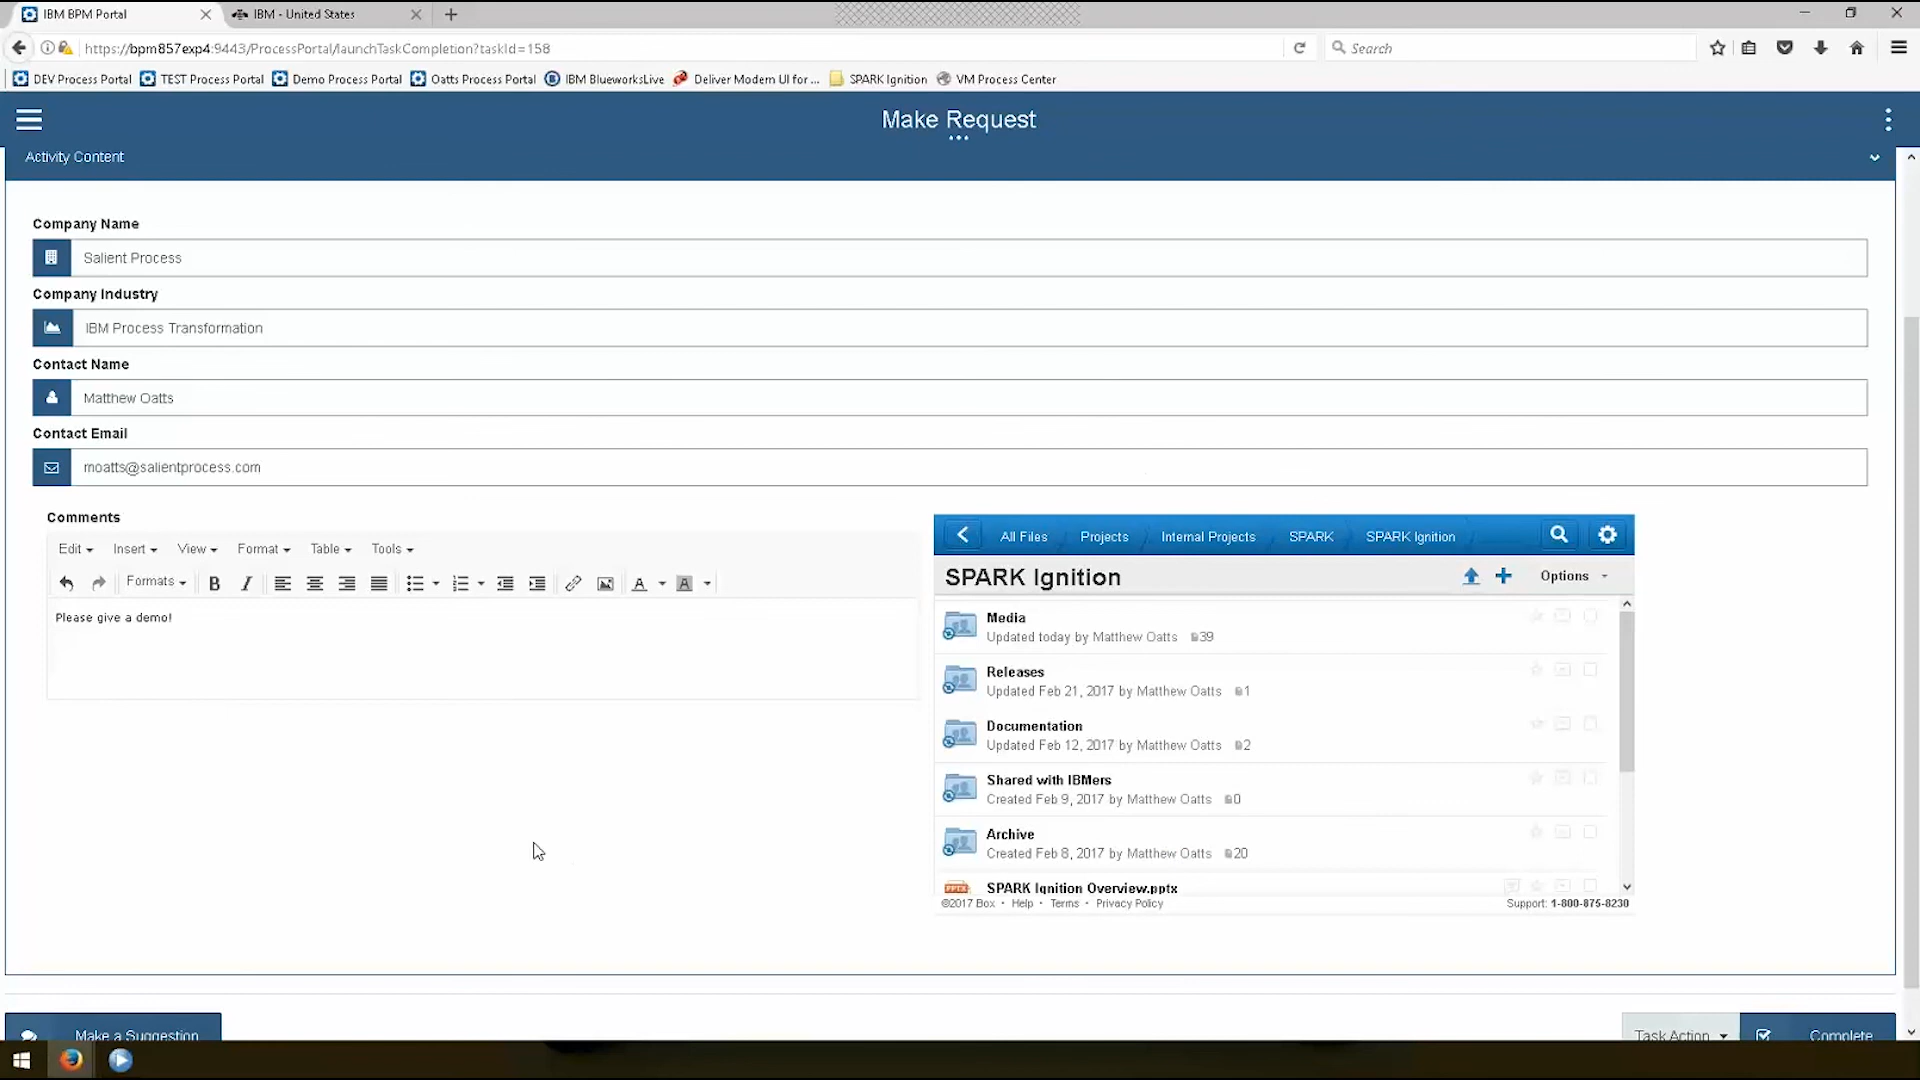 IBM BPM Portal
IBM - United States
https://bpm857exp4:9443/ProcessPortal/launchTaskCompletion?taskId=158
Search
DEV Process Portal TEST Process Portal Demo Process Portal Oatts Process Portal IBM BlueworksLive Deliver Modern UI for ... SPARK Ignition VM Process Center
Make Request
Activity Content
Company Name
Salient Process
Company Industry
IBM Process Transformation
Contact Name
Matthew Oatts
Contact Email
moatts@salientprocess.com
Comments
Edit Insert View Format Table Tools
Formats B I A A
Please give a demo!
All Files Projects Internal Projects SPARK SPARK Ignition
SPARK Ignition
Options
Media
Updated today by Matthew Oatts 39
Releases
Updated Feb 21, 2017 by Matthew Oatts 1
Documentation
Updated Feb 12, 2017 by Matthew Oatts 2
Shared with IBMers
Created Feb 9, 2017 by Matthew Oatts 0
Archive
Created Feb 8, 2017 by Matthew Oatts 20
PPTX
SPARK Ignition Overview.pptx
©2017 Box • Help • Terms • Privacy Policy
Support: 1-800-875-8230
Make a Suggestion
Task Action
Complete